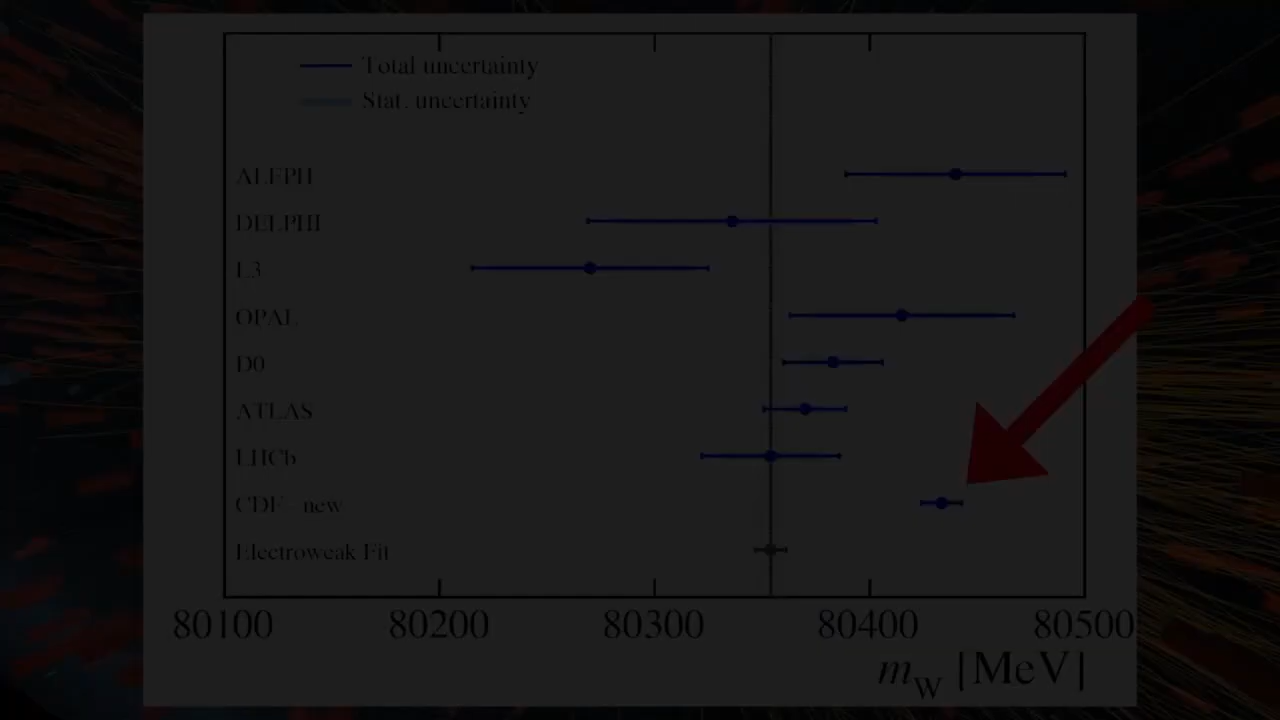 Total uncertainty
Stat. uncertainty
ALEPH
DELPHI
L3
OPAL
D0
ATLAS
LHCb
CDF - new
Electroweak Fit
80100 80200 80300 80400 80500
mW [MeV]